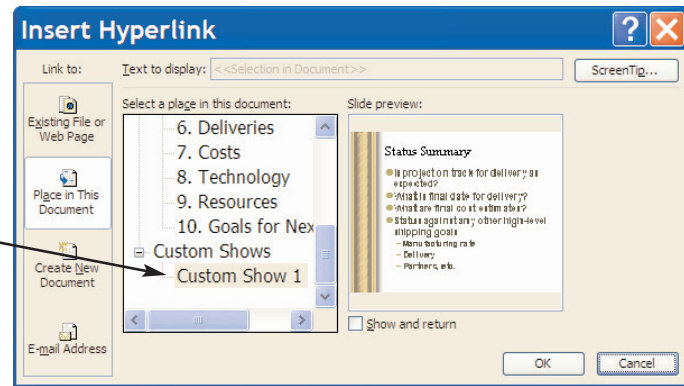 Insert Hyperlink
Link to:
Text to display: <<Selection in Document>>
ScreenTip...
Existing File or
Web Page
Place in This
Document
Create New
Document
E-mail Address
Select a place in this document:
6. Deliveries
7. Costs
8. Technology
9. Resources
10. Goals for Nex
Custom Shows
Custom Show 1
Slide preview:
Status Summary
Is project on track for delivery as
expected?
What is final date for delivery?
What are final cost estimates?
Status against any other high-level
shipping goals
– Manufacturing rate
– Delivery
– Partners, etc.
Show and return
OK
Cancel